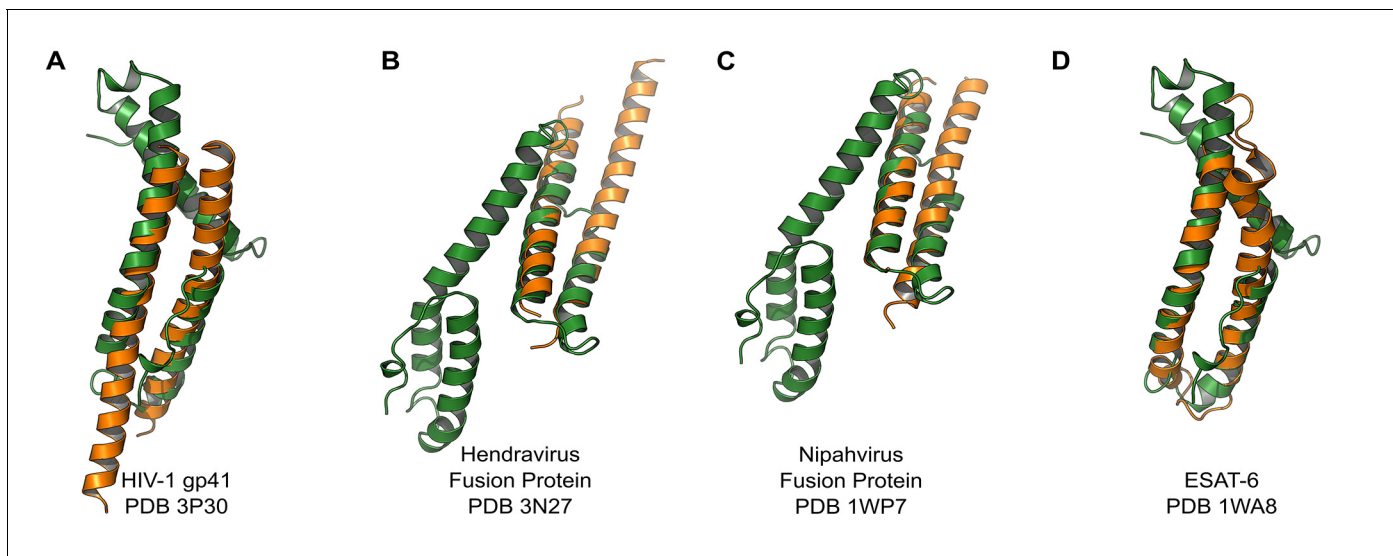 A
B
C
D
HIV-1 gp41
PDB 3P30
Hendravirus
Fusion Protein
PDB 3N27
Nipahvirus
Fusion Protein
PDB 1WP7
ESAT-6
PDB 1WA8